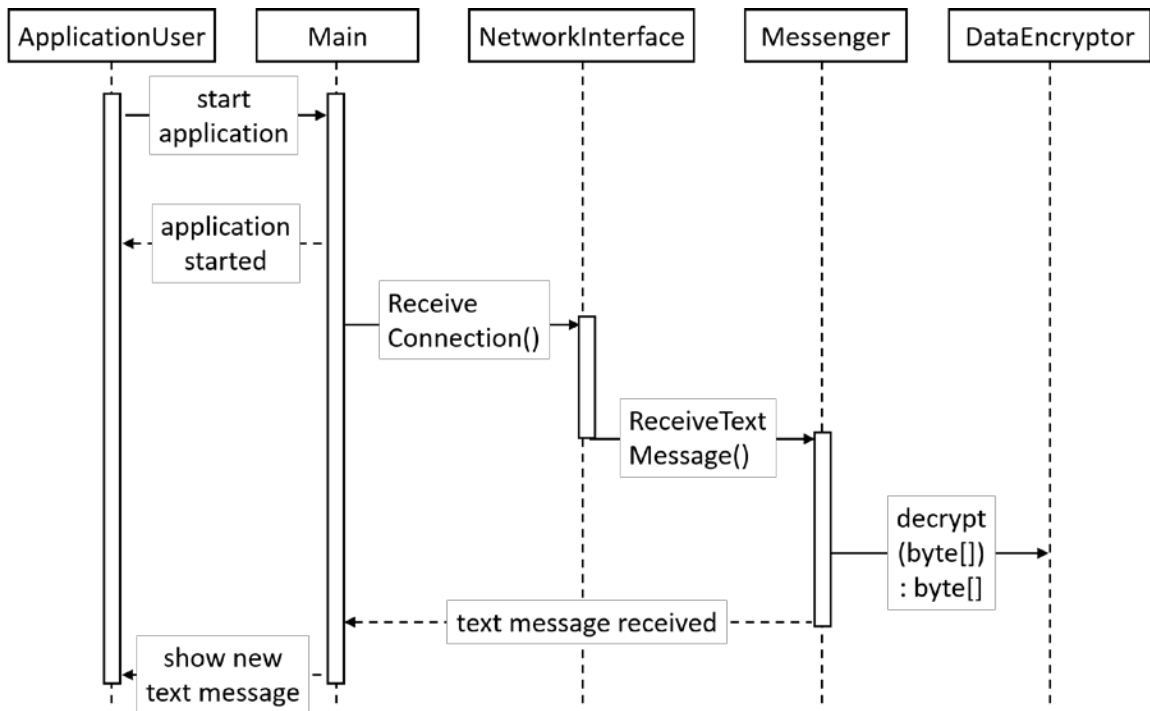 ApplicationUser
Main
NetworkInterface
Messenger
DataEncryptor
start
application
application
started
Receive
Connection()
ReceiveText
Message()
decrypt
(byte[])
: byte[]
text message received
show new
text message